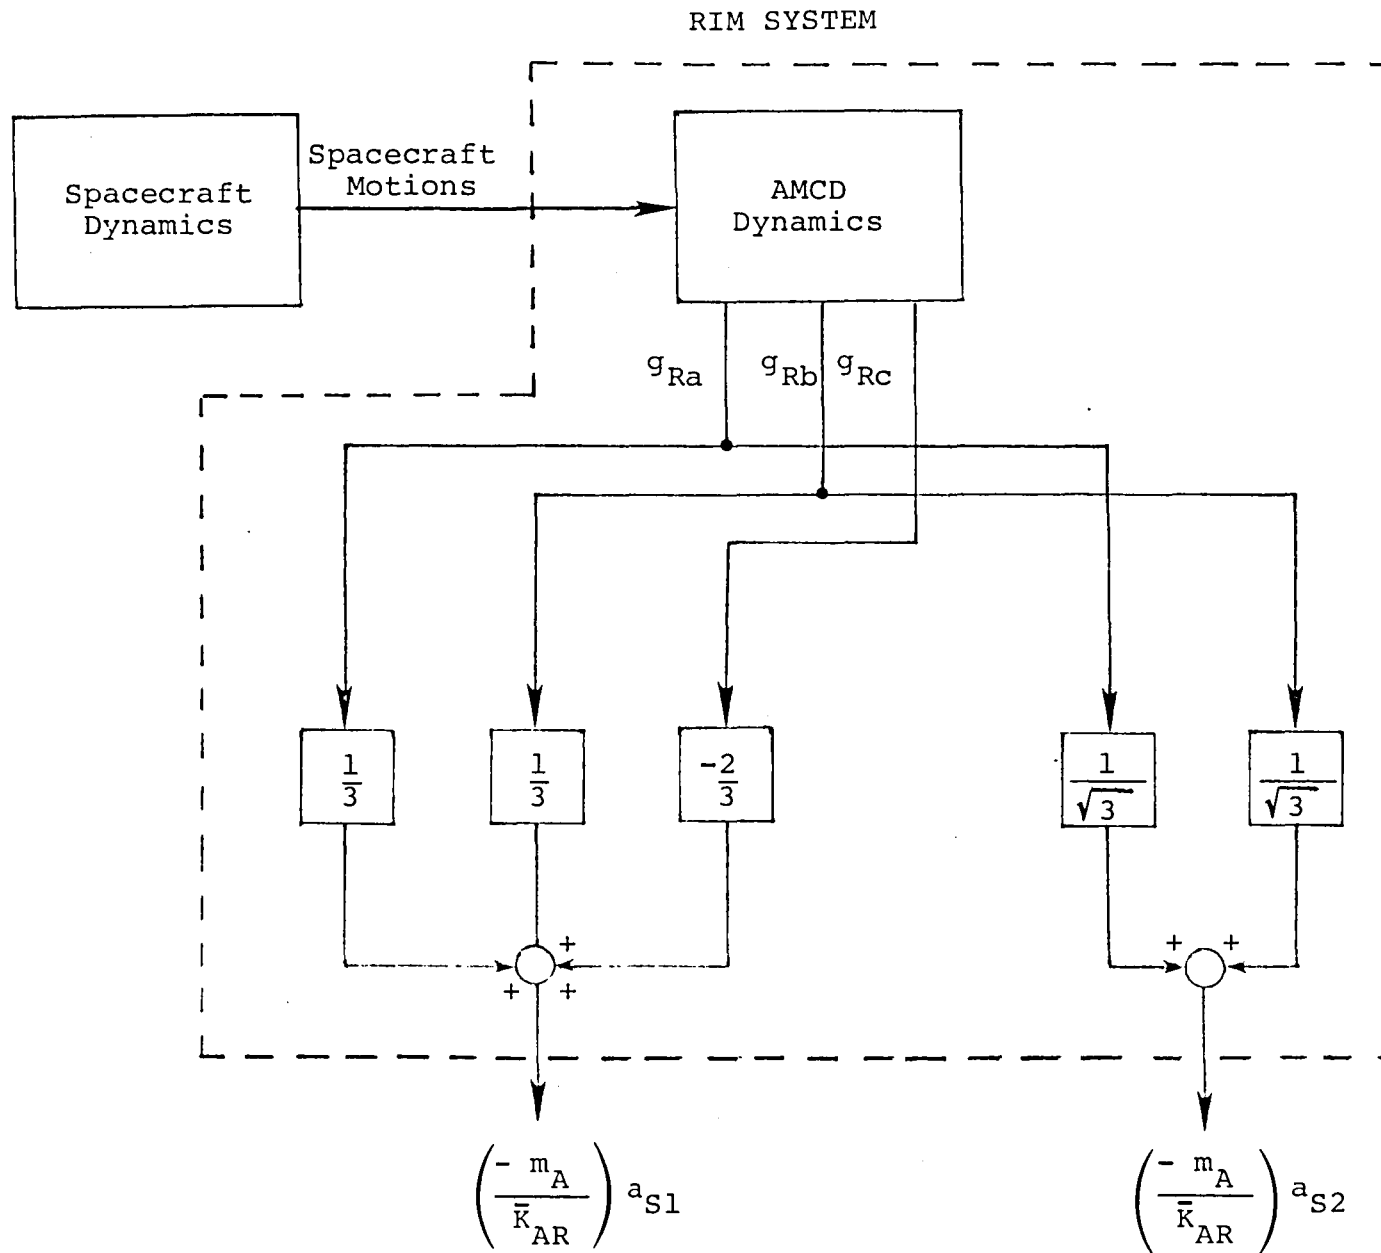 RIM SYSTEM
Spacecraft
Dynamics
Spacecraft
Motions
AMCD
Dynamics
g_Ra
g_Rb
g_Rc
1/3
1/3
-2/3
1/√3
1/√3
+
+ +
+ +
(- m_A / K̄_AR) a_S1
(- m_A / K̄_AR) a_S2